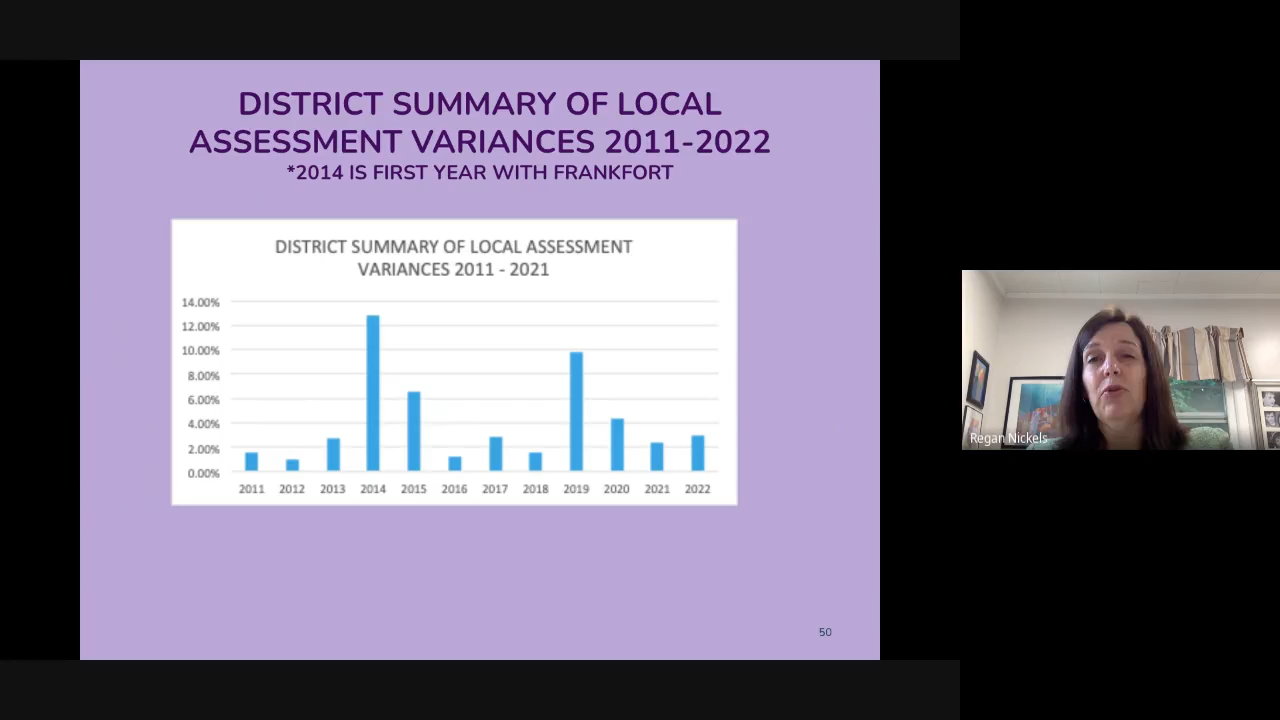 DISTRICT SUMMARY OF LOCAL
ASSESSMENT VARIANCES 2011-2022
*2014 IS FIRST YEAR WITH FRANKFORT
DISTRICT SUMMARY OF LOCAL ASSESSMENT
VARIANCES 2011 - 2021
14.00%
12.00%
10.00%
8.00%
6.00%
4.00%
2.00%
0.00%
2011 2012 2013 2014 2015 2016 2017 2018 2019 2020 2021 2022
Regan Nickels
50